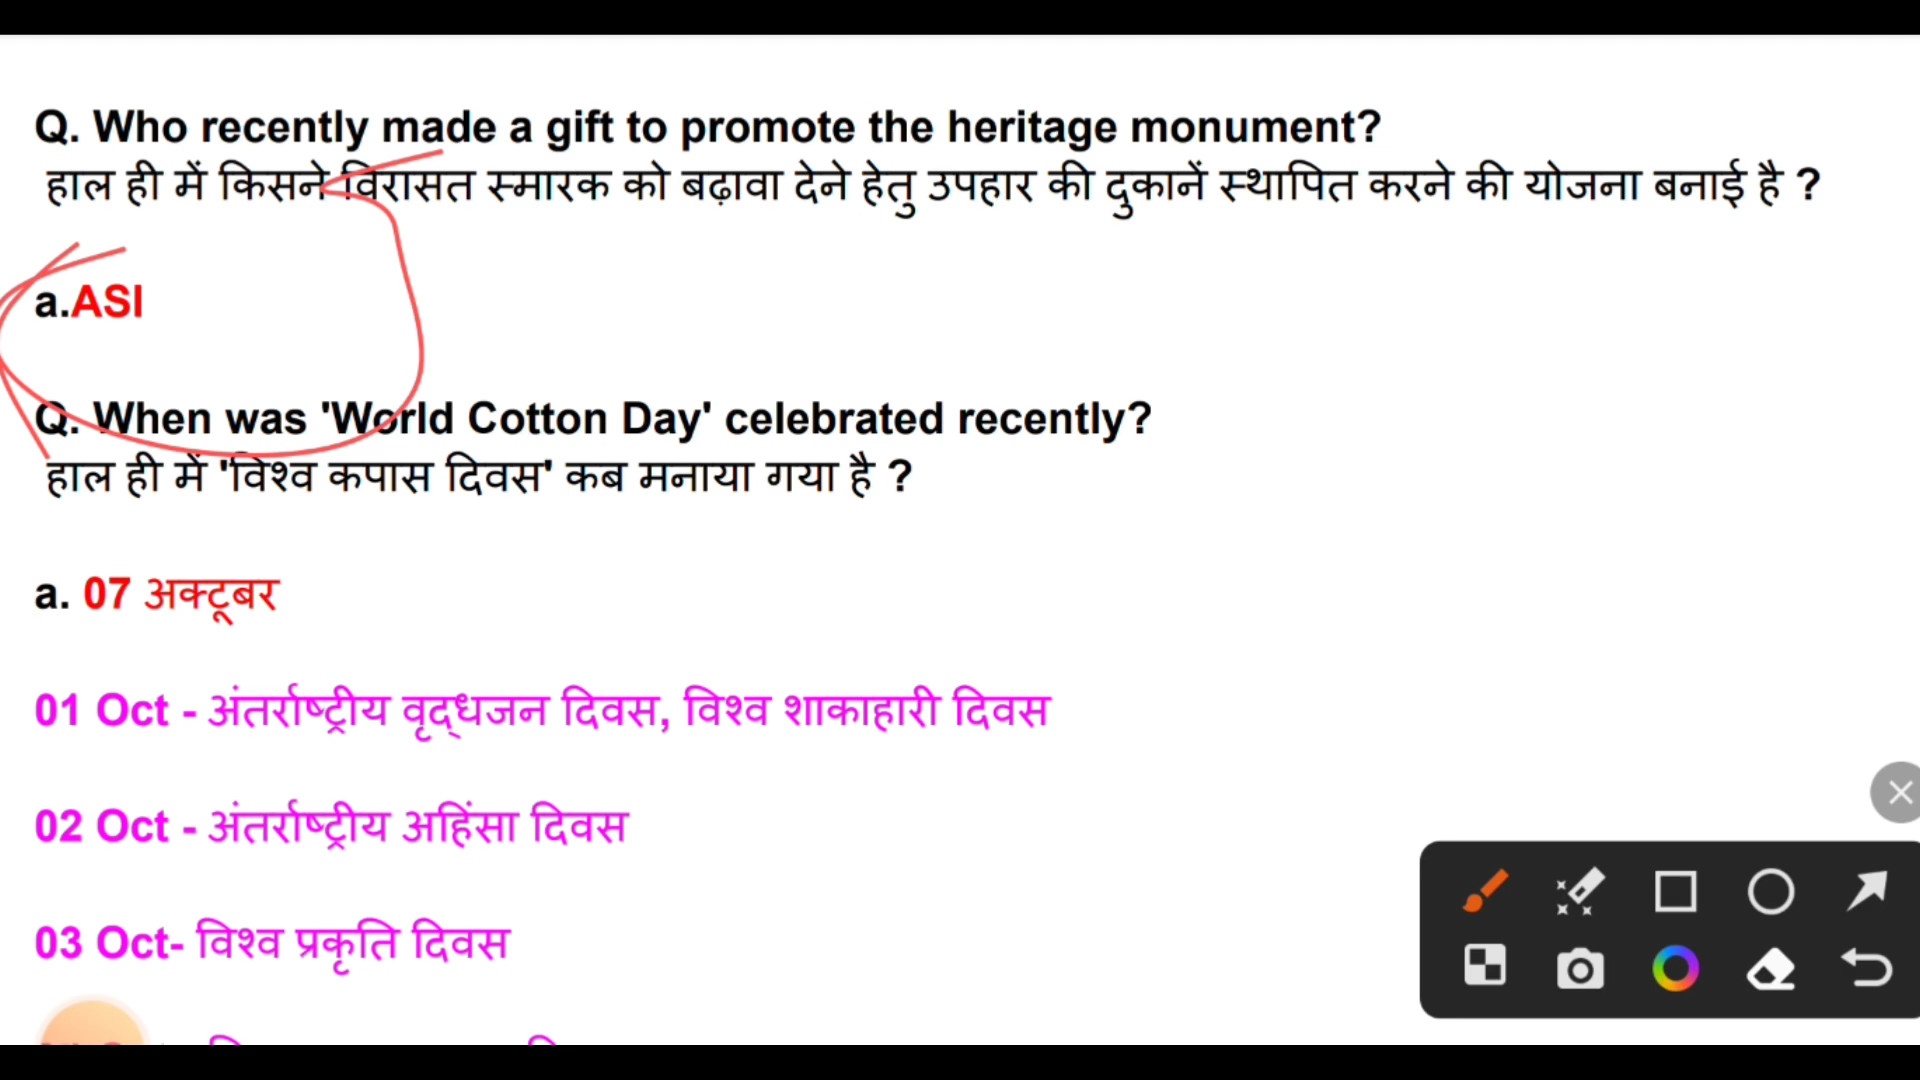 Q. Who recently made a gift to promote the heritage monument?
हाल ही में किसने विरासत स्मारक को बढ़ावा देने हेतु उपहार की दुकानें स्थापित करने की योजना बनाई है ?
a.ASI
Q. When was 'World Cotton Day' celebrated recently?
हाल ही में 'विश्व कपास दिवस' कब मनाया गया है ?
a. 07 अक्टूबर
01 Oct - अंतर्राष्ट्रीय वृद्धजन दिवस, विश्व शाकाहारी दिवस
02 Oct - अंतर्राष्ट्रीय अहिंसा दिवस
03 Oct- विश्व प्रकृति दिवस